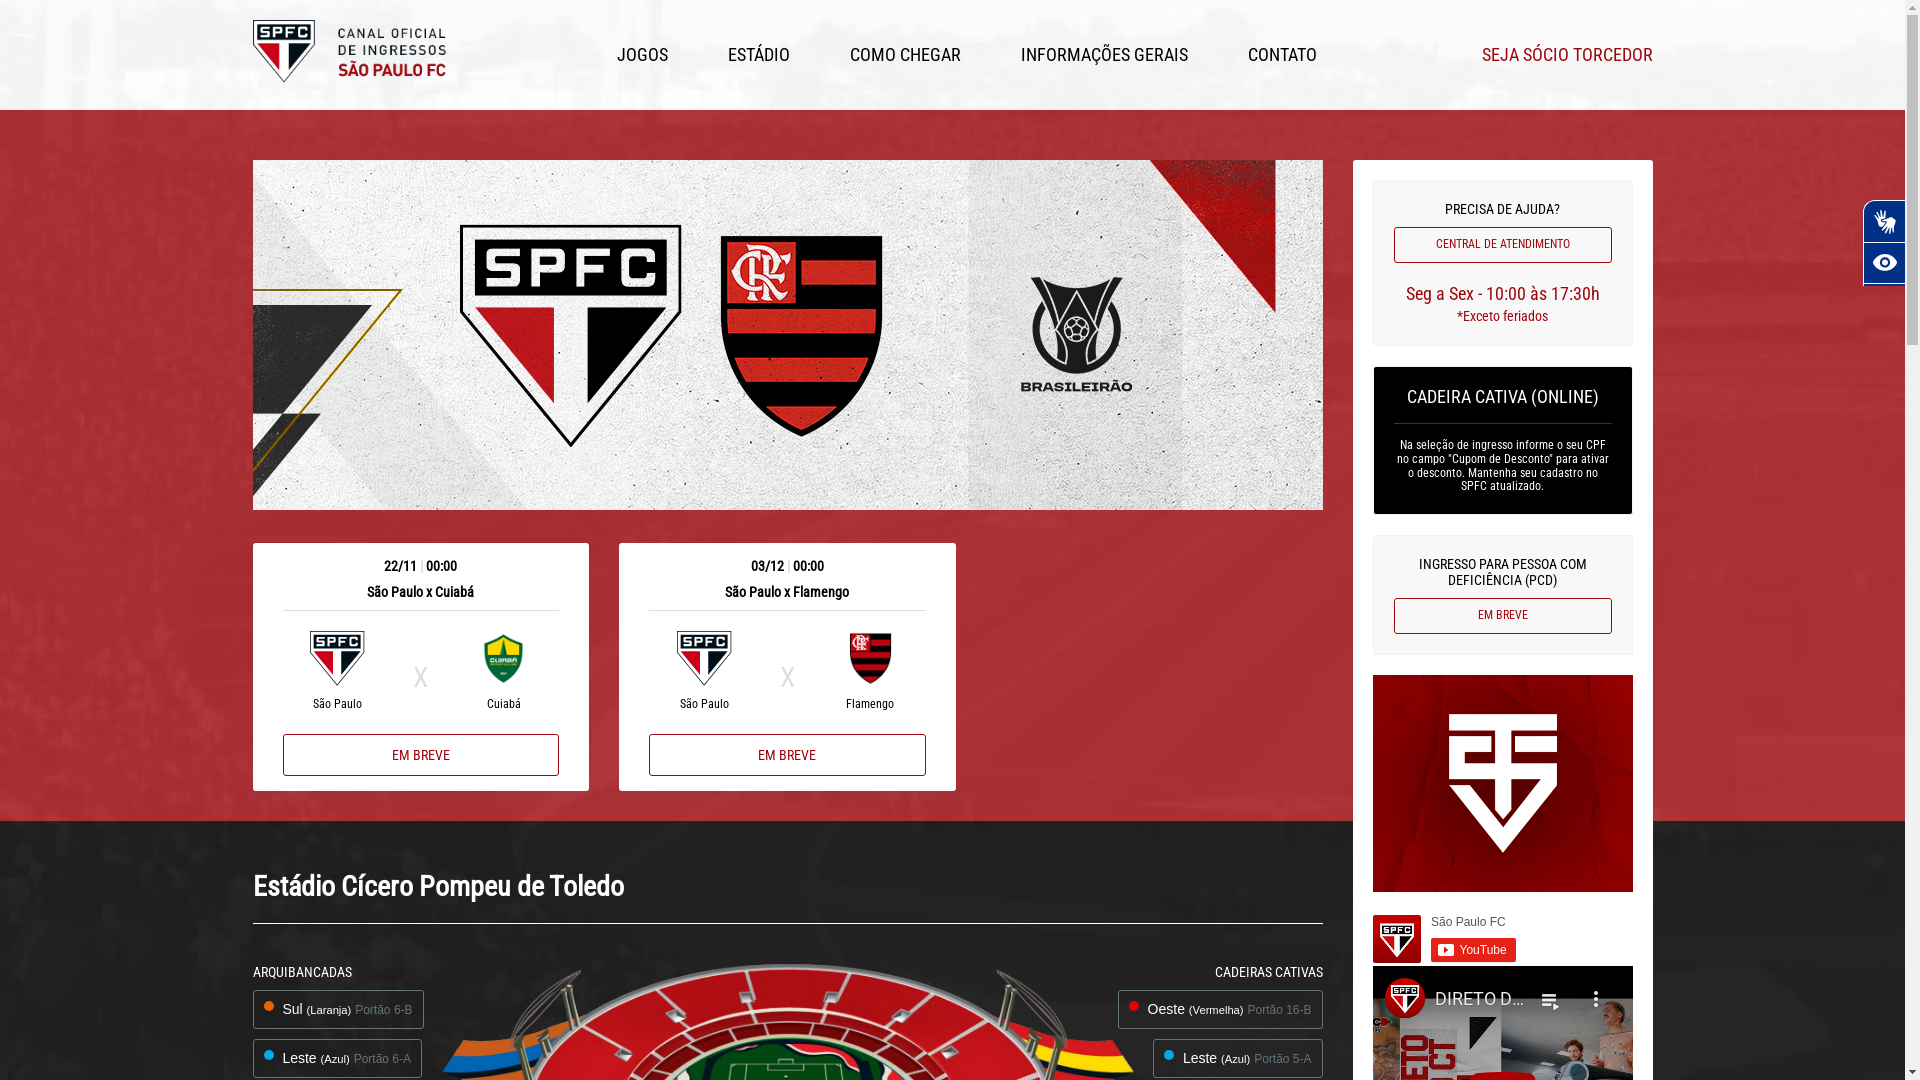 SPFC
CANAL OFICIAL
DE INGRESSOS
SÃO PAULO FC
JOGOS
ESTÁDIO
COMO CHEGAR
INFORMAÇÕES GERAIS
CONTATO
SEJA SÓCIO TORCEDOR
SPFC
CRF
BRASILEIRÃO
22/11 | 00:00
São Paulo x Cuiabá
SPFC
CUIABÁ
X
São Paulo
Cuiabá
EM BREVE
03/12 | 00:00
São Paulo x Flamengo
SPFC
CRF
X
São Paulo
Flamengo
EM BREVE
PRECISA DE AJUDA?
CENTRAL DE ATENDIMENTO
Seg a Sex - 10:00 às 17:30h
*Exceto feriados
CADEIRA CATIVA (ONLINE)
Na seleção de ingresso informe o seu CPF
no campo "Cupom de Desconto" para ativar
o desconto. Mantenha seu cadastro no
SPFC atualizado.
INGRESSO PARA PESSOA COM
DEFICIÊNCIA (PCD)
EM BREVE
SPFC
São Paulo FC
YouTube
SPFC
DIRETO D...
Estádio Cícero Pompeu de Toledo
ARQUIBANCADAS
Sul (Laranja) Portão 6-B
Leste (Azul) Portão 6-A
CADEIRAS CATIVAS
Oeste (Vermelha) Portão 16-B
Leste (Azul) Portão 5-A